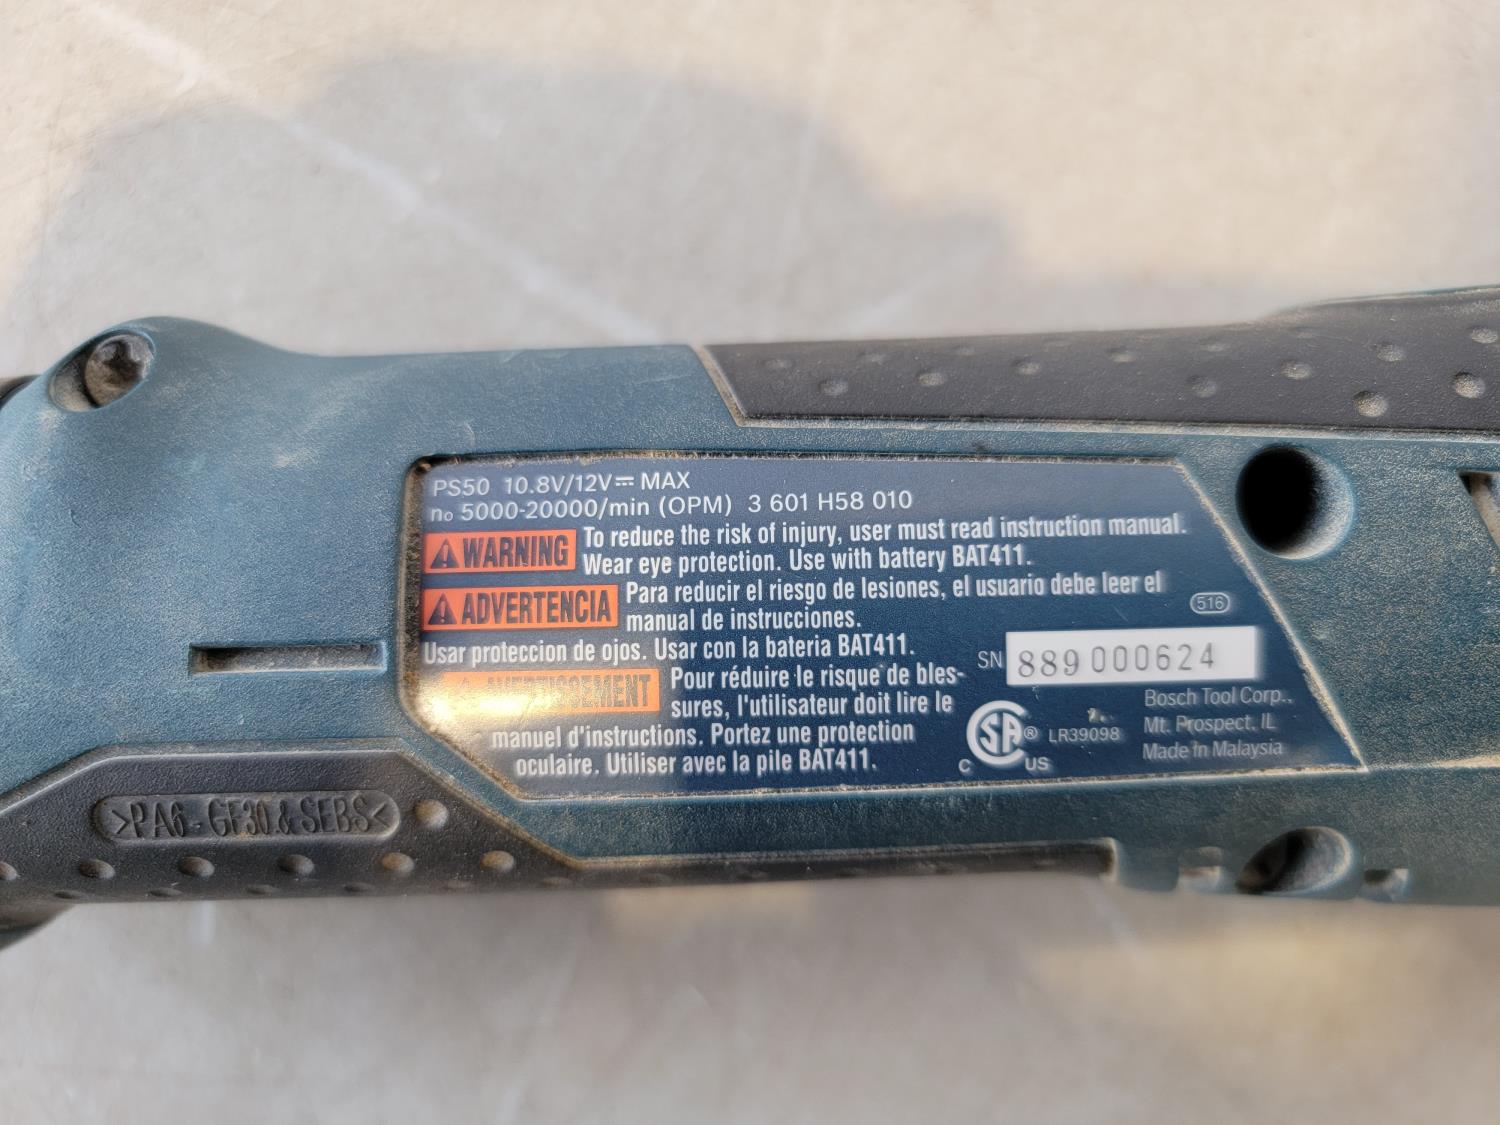 PS50 10.8V/12V⎓ MAX
n₀ 5000-20000/min (OPM) 3 601 H58 010
⚠WARNING To reduce the risk of injury, user must read instruction manual.
Wear eye protection. Use with battery BAT411.
⚠ADVERTENCIA Para reducir el riesgo de lesiones, el usuario debe leer el
manual de instrucciones.
Usar proteccion de ojos. Usar con la bateria BAT411.
⚠AVERTISSEMENT Pour réduire le risque de bles-
sures, l'utilisateur doit lire le
manuel d'instructions. Portez une protection
oculaire. Utiliser avec la pile BAT411.
516
SN 889000624
C SA® US LR39098
Bosch Tool Corp.,
Mt. Prospect, IL
Made in Malaysia
>PA6-GF30.& SEBS<